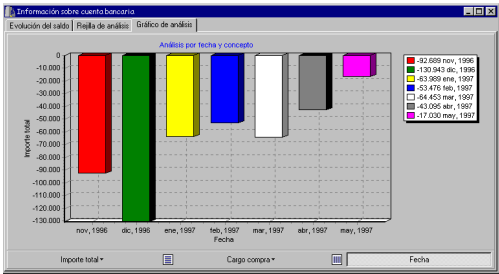 Información sobre cuenta bancaria
Evolución del saldo Rejilla de análisis Gráfico de análisis
Análisis por fecha y concepto
0
-10.000
-20.000
-30.000
-40.000
-50.000
-60.000
-70.000
-80.000
-90.000
-100.000
-110.000
-120.000
-130.000
Importe total
nov, 1996 dic, 1996 ene, 1997 feb, 1997 mar, 1997 abr, 1997 may, 1997
Fecha
-92.689 nov, 1996
-130.943 dic, 1996
-63.989 ene, 1997
-53.476 feb, 1997
-64.453 mar, 1997
-43.095 abr, 1997
-17.030 may, 1997
Importe total Cargo compra Fecha